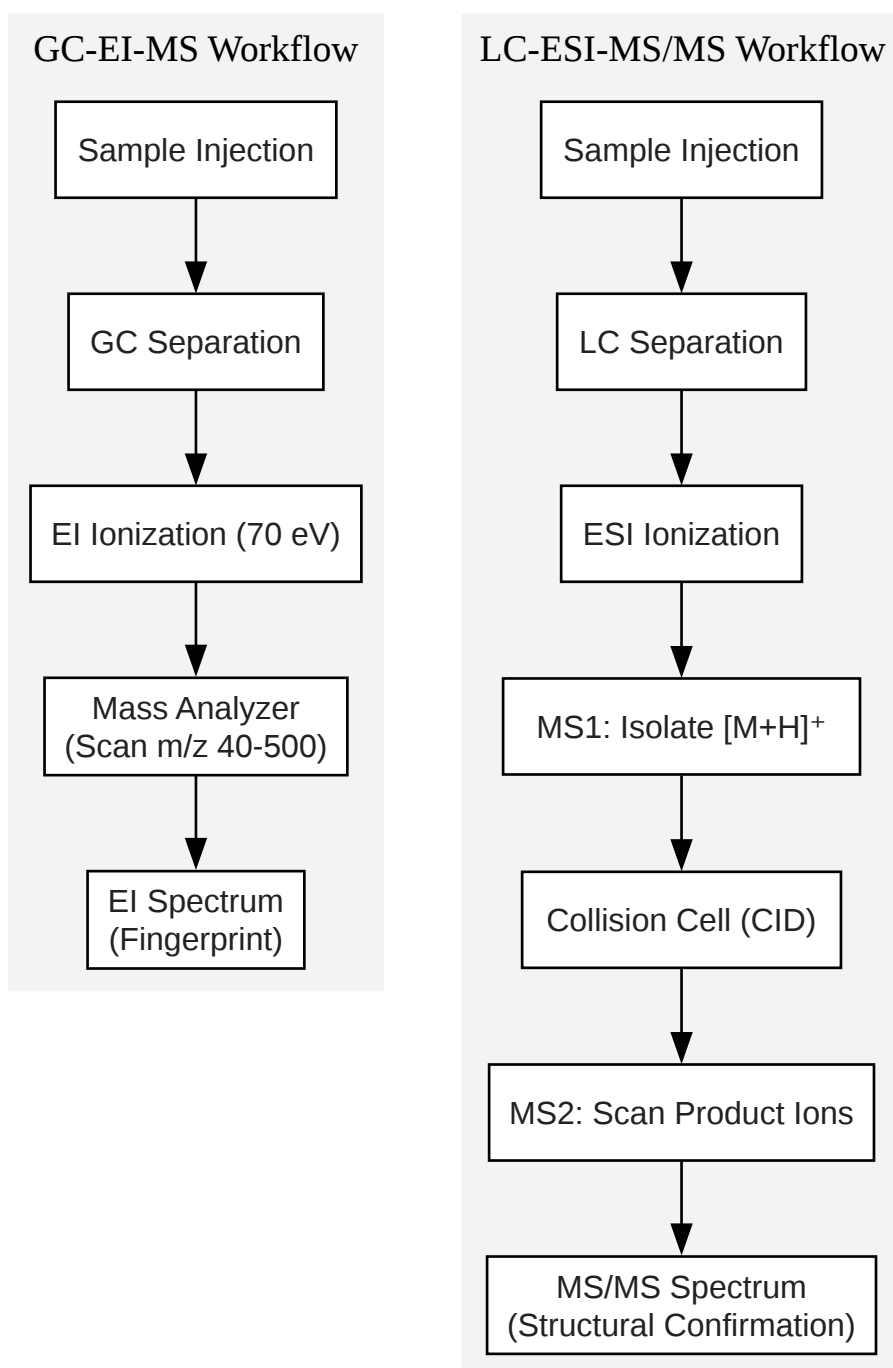 GC-EI-MS Workflow
Sample Injection
GC Separation
EI Ionization (70 eV)
Mass Analyzer
(Scan m/z 40-500)
EI Spectrum
(Fingerprint)
LC-ESI-MS/MS Workflow
Sample Injection
LC Separation
ESI Ionization
MS1: Isolate [M+H]⁺
Collision Cell (CID)
MS2: Scan Product Ions
MS/MS Spectrum
(Structural Confirmation)